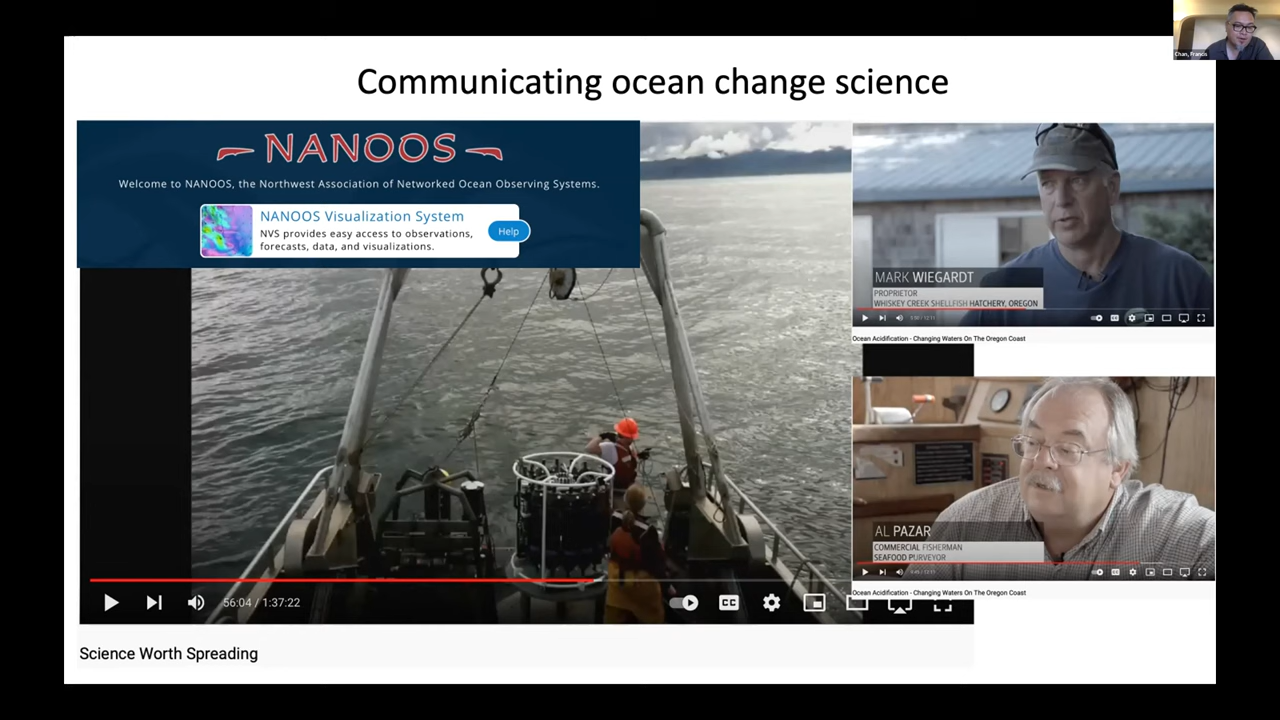 Chan, Francis
Communicating ocean change science
NANOOS
Welcome to NANOOS, the Northwest Association of Networked Ocean Observing Systems.
NANOOS Visualization System
NVS provides easy access to observations,
forecasts, data, and visualizations.
Help
MARK WIEGARDT
PROPRIETOR
WHISKEY CREEK SHELLFISH HATCHERY, OREGON
Ocean Acidification - Changing Waters On The Oregon Coast
AL PAZAR
COMMERCIAL FISHERMAN
SEAFOOD PURVEYOR
Ocean Acidification - Changing Waters On The Oregon Coast
56:04 / 1:37:22
CC
Science Worth Spreading